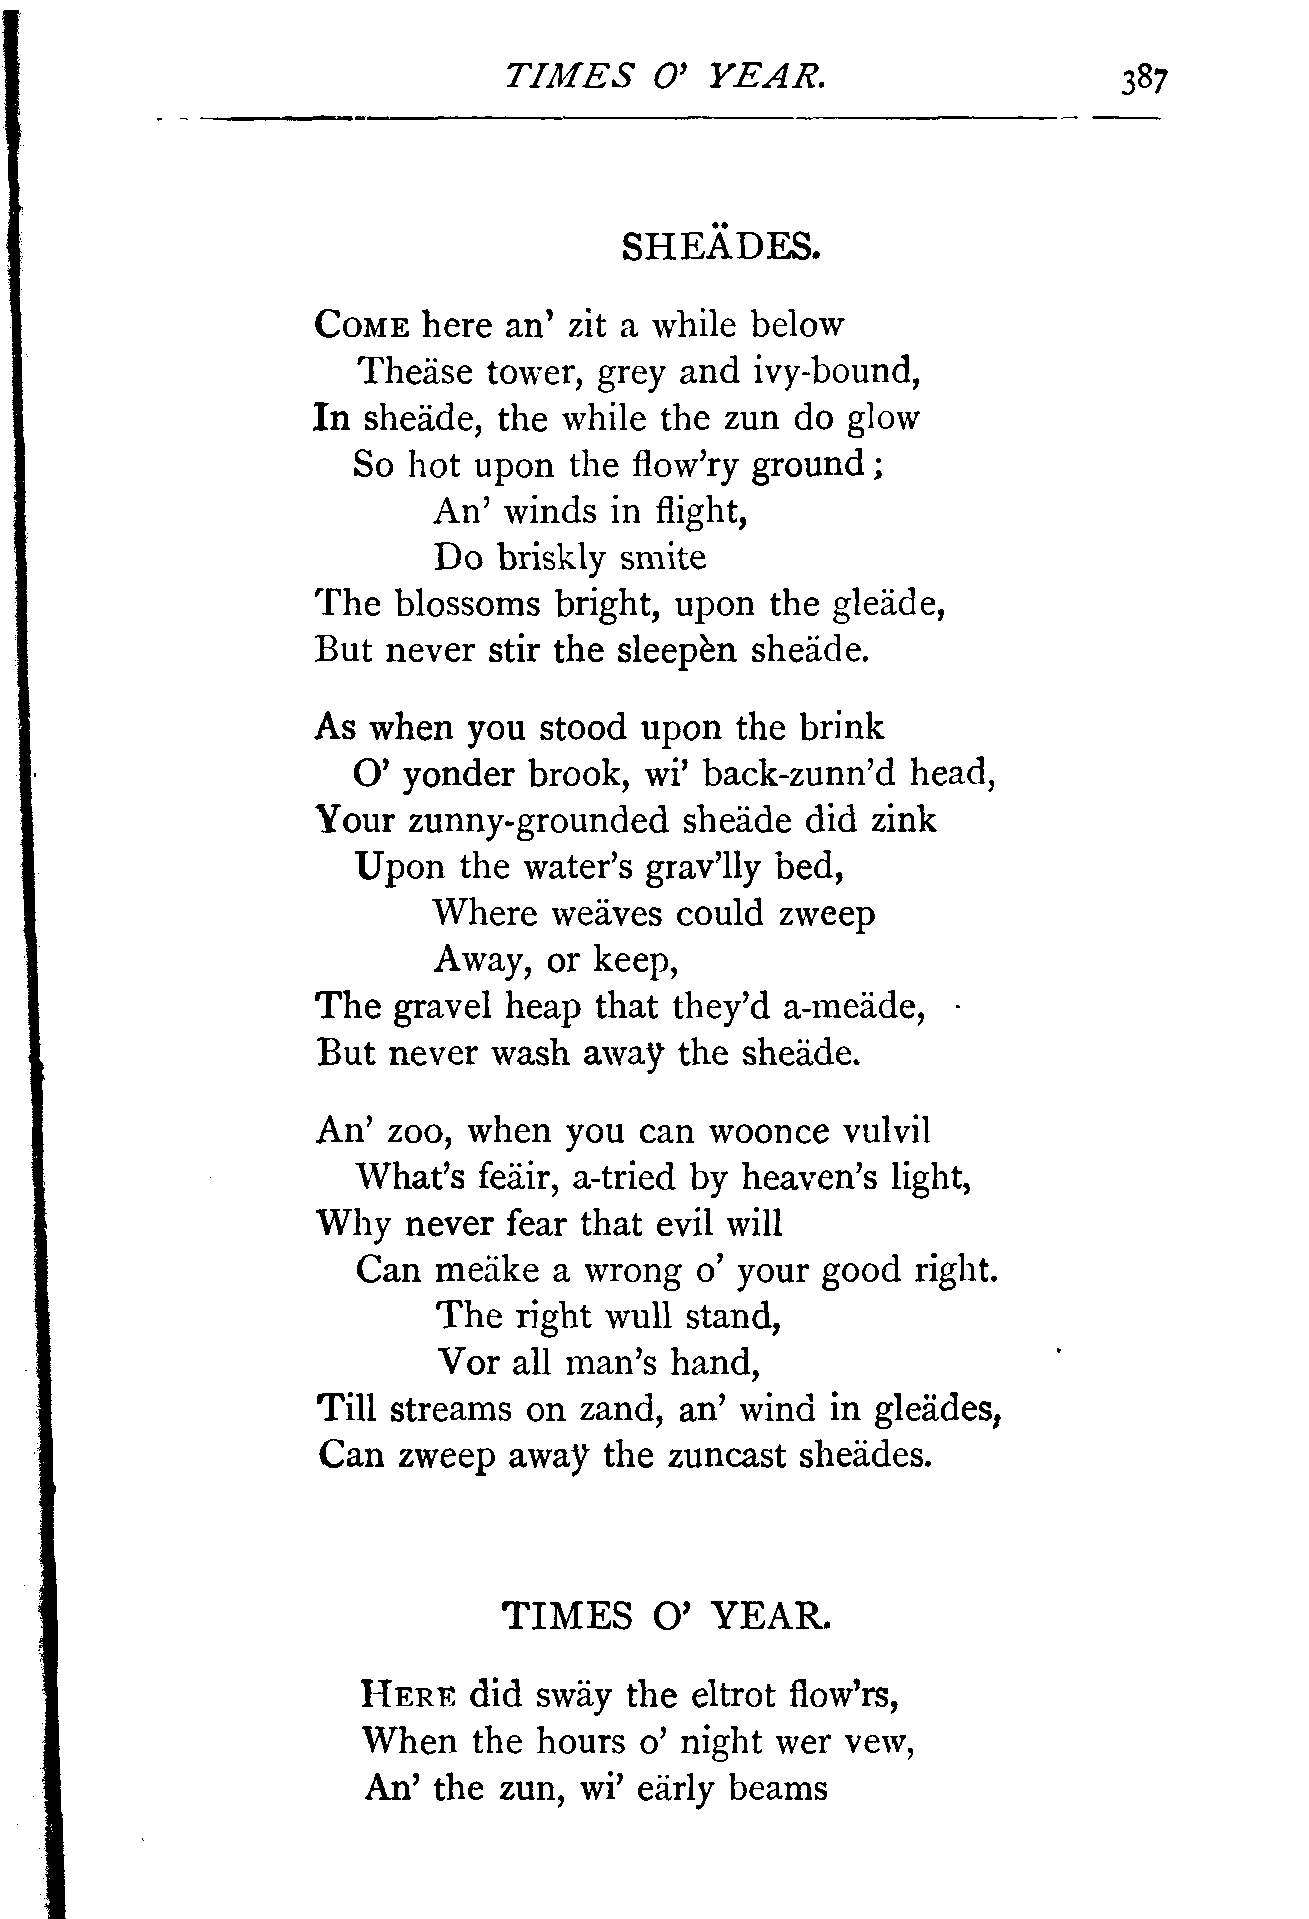 TIMES O' YEAR. 387
SHEÄDES.
COME here an' zit a while below
Theäse tower, grey and ivy-bound,
In sheäde, the while the zun do glow
So hot upon the flow'ry ground;
An' winds in flight,
Do briskly smite
The blossoms bright, upon the gleäde,
But never stir the sleepèn sheäde.
As when you stood upon the brink
O' yonder brook, wi' back-zunn'd head,
Your zunny-grounded sheäde did zink
Upon the water's grav'lly bed,
Where weäves could zweep
Away, or keep,
The gravel heap that they'd a-meäde,
But never wash away the sheäde.
An' zoo, when you can woonce vulvil
What's feäir, a-tried by heaven's light,
Why never fear that evil will
Can meäke a wrong o' your good right.
The right wull stand,
Vor all man's hand,
Till streams on zand, an' wind in gleädes,
Can zweep away the zuncast sheädes.
TIMES O' YEAR.
HERE did swäy the eltrot flow'rs,
When the hours o' night wer vew,
An' the zun, wi' eärly beams